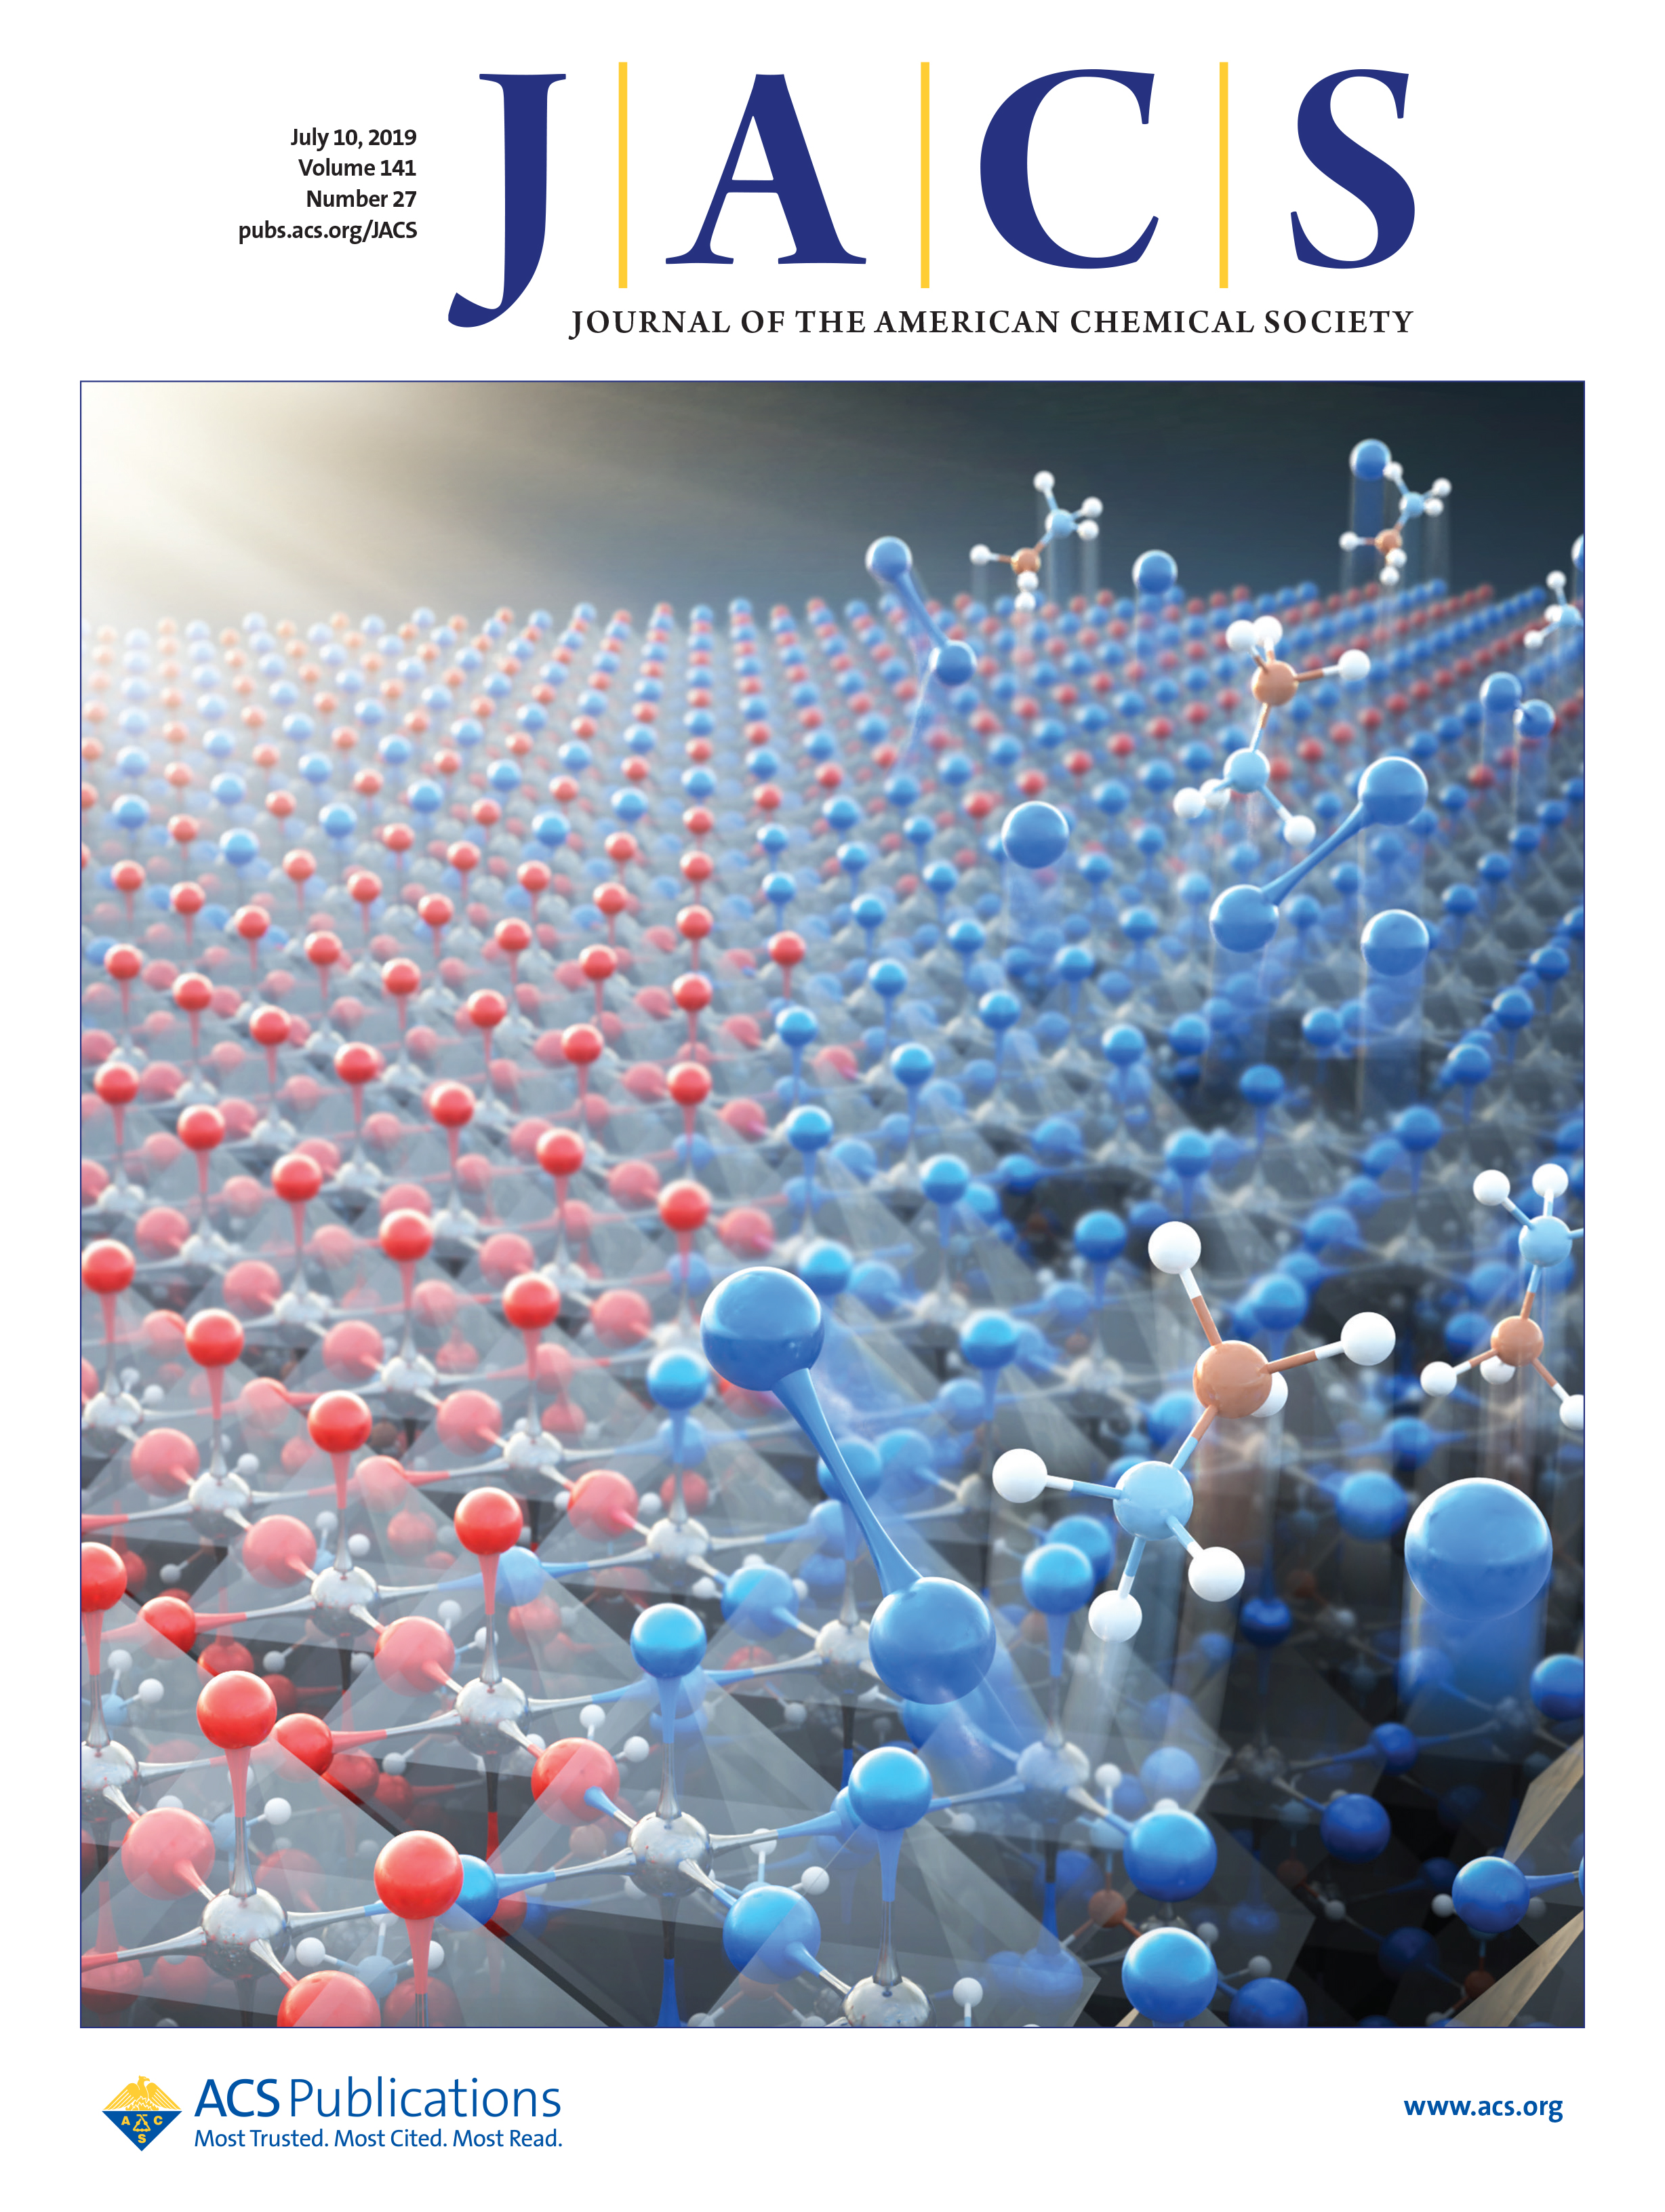 July 10, 2019
Volume 141
Number 27
pubs.acs.org/JACS
J|A|C|S
JOURNAL OF THE AMERICAN CHEMICAL SOCIETY
A C
S
ACS Publications
Most Trusted. Most Cited. Most Read.
www.acs.org